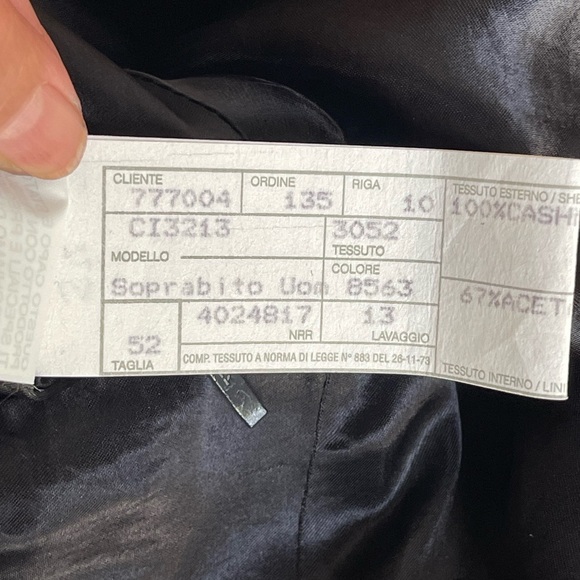 CLIENTE ORDINE RIGA TESSUTO ESTERNO / SHE
777004 135 10 100%CASH
CI3213 3052
MODELLO TESSUTO
COLORE
Soprabito Uom 8563 67%ACET
4024817 13
52 NRR LAVAGGIO
TAGLIA COMP. TESSUTO A NORMA DI LEGGE N° 883 DEL 26-11-73 TESSUTO INTERNO / LINI